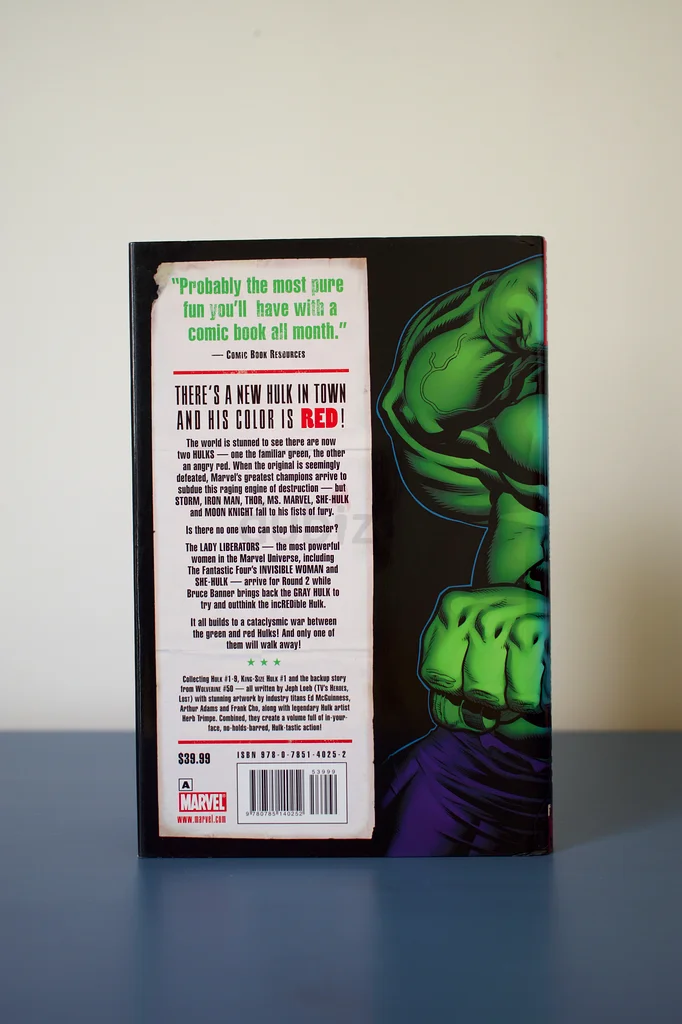 “Probably the most pure
fun you’ll have with a
comic book all month.”
— Comic Book Resources
THERE’S A NEW HULK IN TOWN
AND HIS COLOR IS RED!
The world is stunned to see there are now
two HULKS — one the familiar green, the other
an angry red. When the original is seemingly
defeated, Marvel’s greatest champions arrive to
subdue this raging engine of destruction — but
STORM, IRON MAN, THOR, MS. MARVEL, SHE-HULK
and MOON KNIGHT fall to his fists of fury.
Is there no one who can stop this monster?
The LADY LIBERATORS — the most powerful
women in the Marvel Universe, including
The Fantastic Four’s INVISIBLE WOMAN and
SHE-HULK — arrive for Round 2 while
Bruce Banner brings back the GRAY HULK to
try and outthink the incREDible Hulk.
It all builds to a cataclysmic war between
the green and red Hulks! And only one of
them will walk away!
Collecting Hulk #1-9, King-Size Hulk #1 and the backup story
from Wolverine #50 — all written by Jeph Loeb (TV’s Heroes,
Lost) with stunning artwork by industry titans Ed McGuinness,
Arthur Adams and Frank Cho, along with legendary Hulk artist
Herb Trimpe. Combined, they create a volume full of in-your-
face, no-holds-barred, Hulk-tastic action!
$39.99
ISBN 978-0-7851-4025-2
53999
A
MARVEL
www.marvel.com
9780785140252
dubizzle